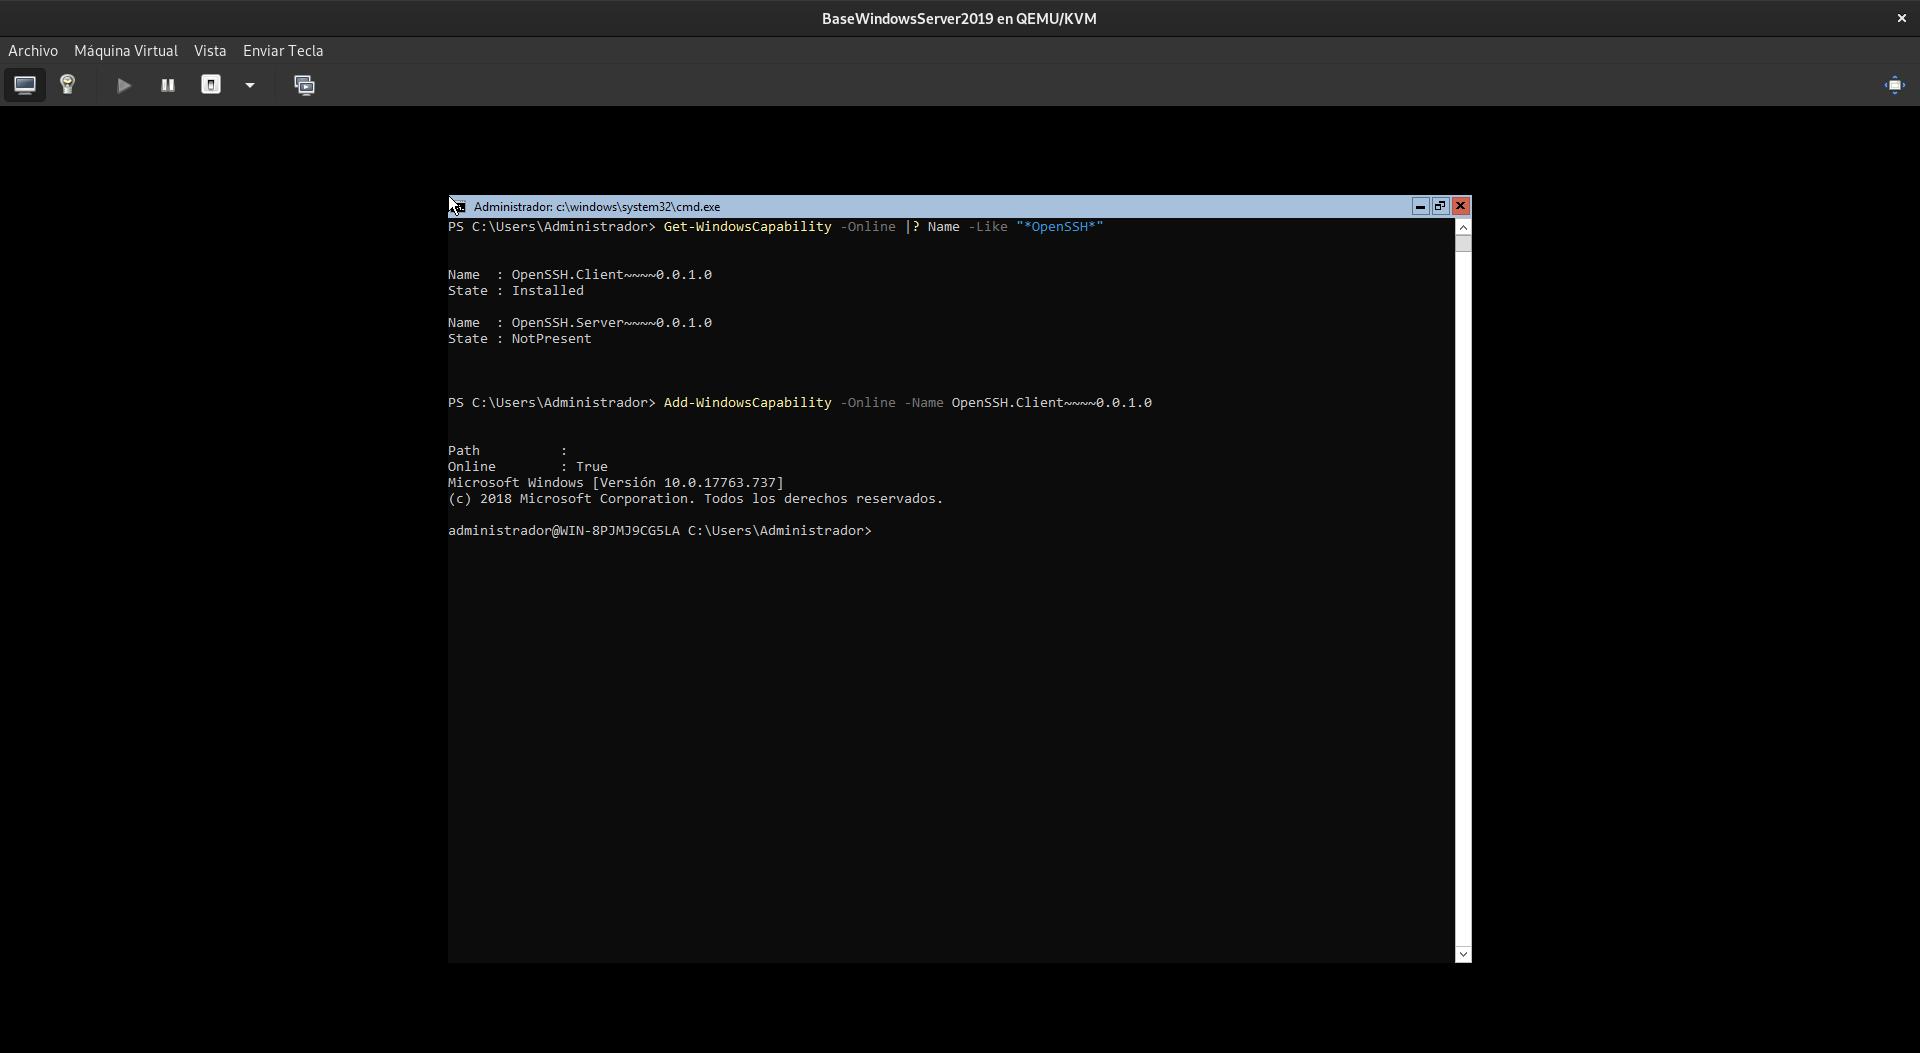 BaseWindowsServer2019 en QEMU/KVM
Archivo Máquina Virtual Vista Enviar Tecla
Administrador: c:\windows\system32\cmd.exe
PS C:\Users\Administrador> Get-WindowsCapability -Online |? Name -Like "*OpenSSH*"
Name  : OpenSSH.Client~~~~0.0.1.0
State : Installed
Name  : OpenSSH.Server~~~~0.0.1.0
State : NotPresent
PS C:\Users\Administrador> Add-WindowsCapability -Online -Name OpenSSH.Client~~~~0.0.1.0
Path          :
Online        : True
Microsoft Windows [Versión 10.0.17763.737]
(c) 2018 Microsoft Corporation. Todos los derechos reservados.
administrador@WIN-8PJMJ9CG5LA C:\Users\Administrador>